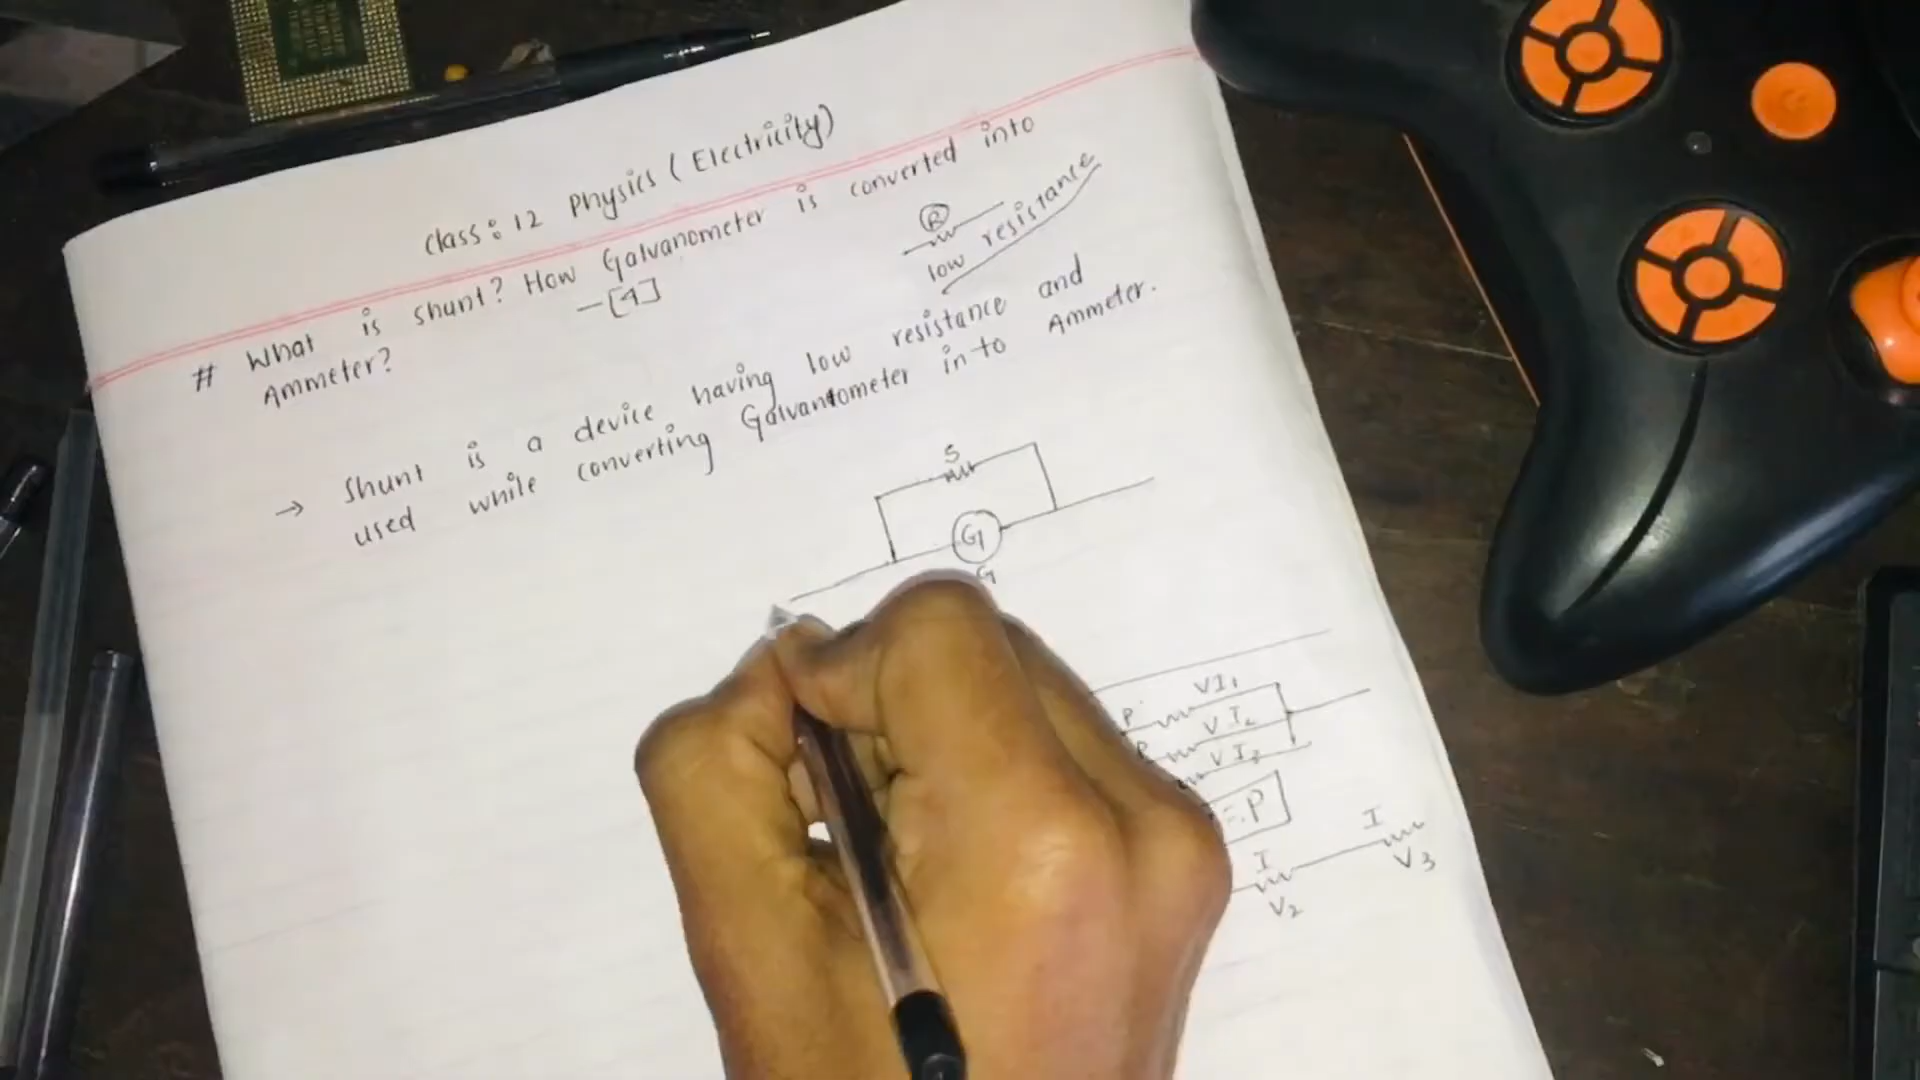 Class: 12 Physics (Electricity)
# What is shunt? How Galvanometer is converted into
Ammeter?
-[4]
R
low resistance
→ Shunt is a device having low resistance and
used while converting Galvanometer into Ammeter.
S
G
G
P VI₁
P V I₂
V I₃
=.P
I
I
V₂
V3